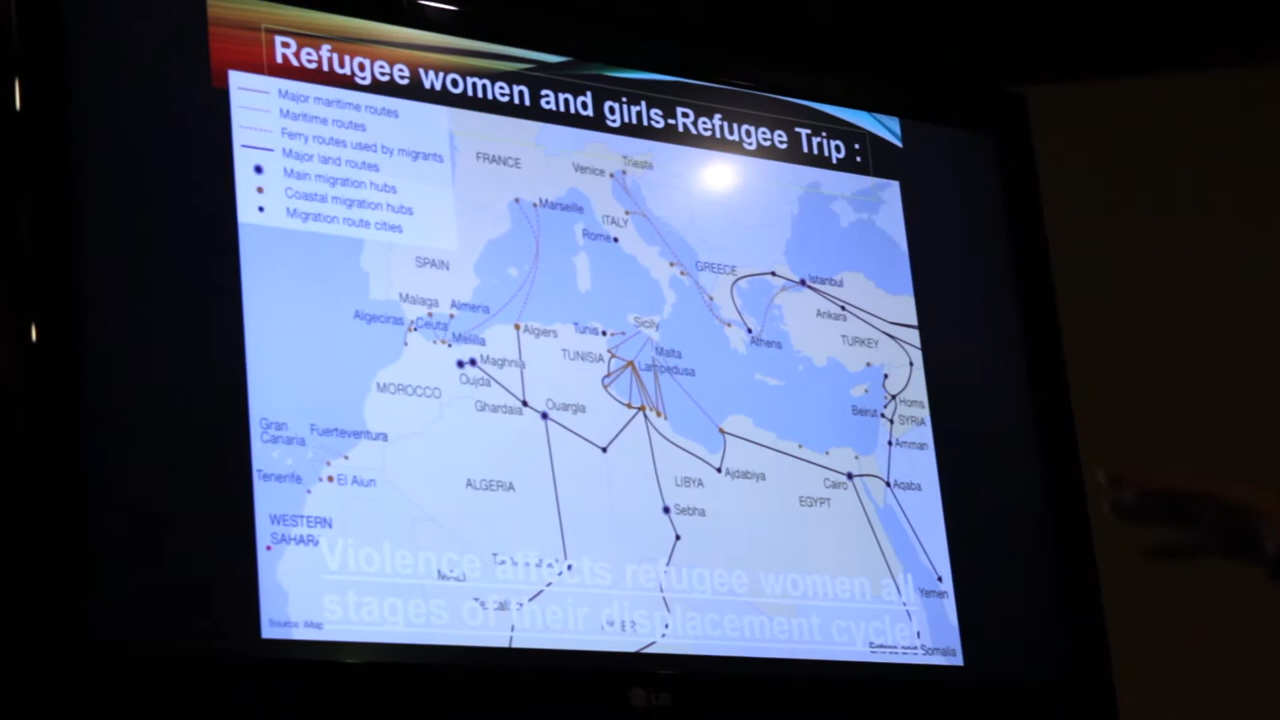 Refugee women and girls-Refugee Trip :
Major maritime routes
Maritime routes
Ferry routes used by migrants
Major land routes
Main migration hubs
Coastal migration hubs
Migration route cities
FRANCE
Venice
Trieste
Marseille
ITALY
Rome
SPAIN
GREECE
Istanbul
Malaga
Almeria
Ankara
Algeciras
Ceuta
Algiers
Tunis
Sicily
Athens
TURKEY
Melilla
TUNISIA
Malta
Lampedusa
Maghnia
Oujda
MOROCCO
Ghardaia
Ouargla
Homs
Beirut
SYRIA
Gran
Canaria
Fuerteventura
Amman
Tenerife
El Aiun
ALGERIA
LIBYA
Ajdabiya
Cairo
EGYPT
Aqaba
Sebha
WESTERN
SAHARA
Yemen
Violence affects refugee women all
stages of their displacement cycle!
Source: iMap
and Somalia
LG